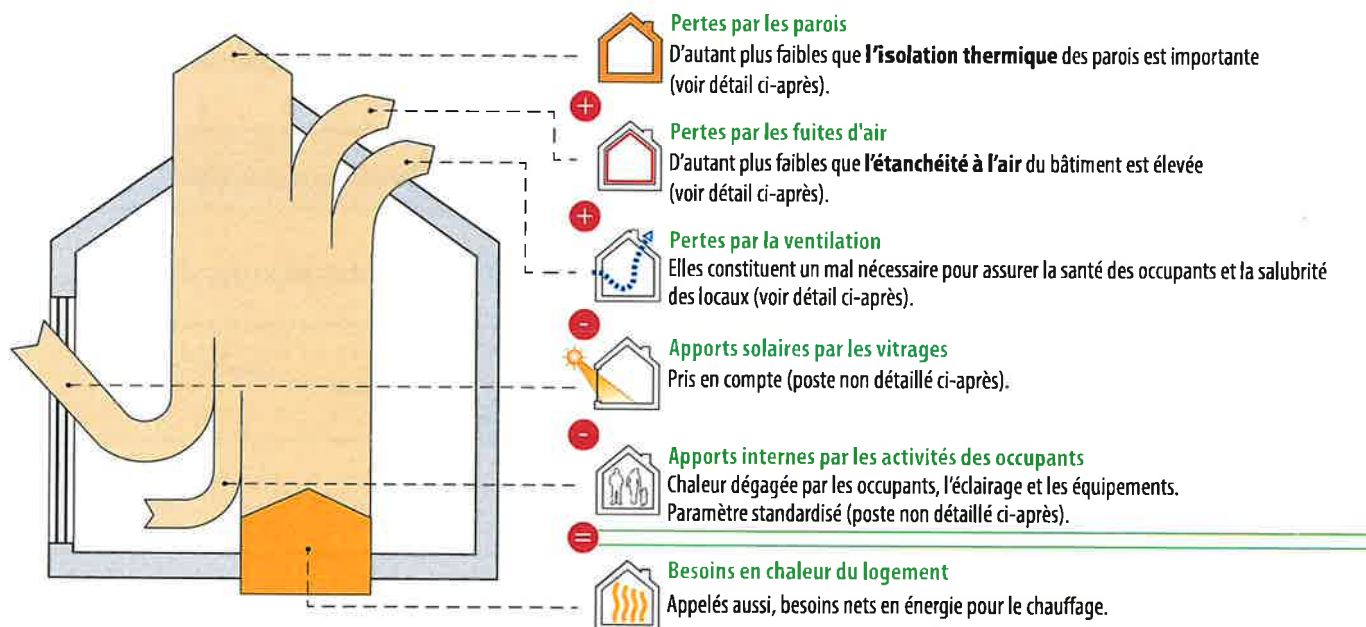 Pertes par les parois
D'autant plus faibles que l'isolation thermique des parois est importante
(voir détail ci-après).
+
Pertes par les fuites d'air
D'autant plus faibles que l'étanchéité à l'air du bâtiment est élevée
(voir détail ci-après).
+
Pertes par la ventilation
Elles constituent un mal nécessaire pour assurer la santé des occupants et la salubrité
des locaux (voir détail ci-après).
-
Apports solaires par les vitrages
Pris en compte (poste non détaillé ci-après).
-
Apports internes par les activités des occupants
Chaleur dégagée par les occupants, l'éclairage et les équipements.
Paramètre standardisé (poste non détaillé ci-après).
=
Besoins en chaleur du logement
Appelés aussi, besoins nets en énergie pour le chauffage.